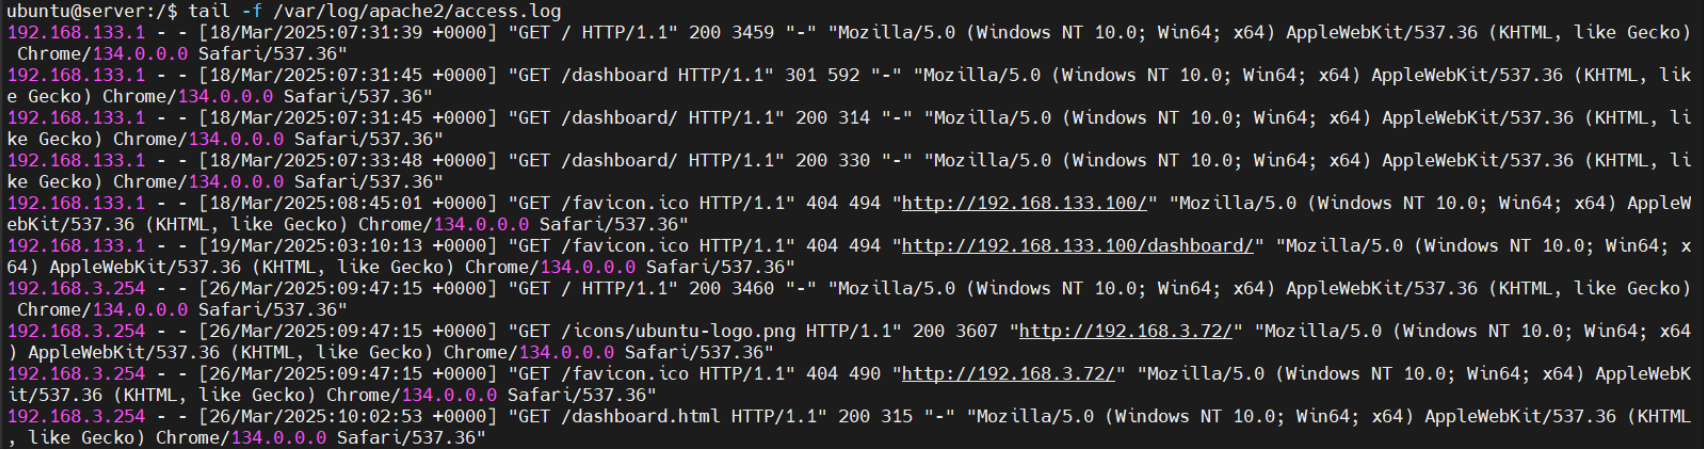 ubuntu@server:/$ tail -f /var/log/apache2/access.log
192.168.133.1 - - [18/Mar/2025:07:31:39 +0000] "GET / HTTP/1.1" 200 3459 "-" "Mozilla/5.0 (Windows NT 10.0; Win64; x64) AppleWebKit/537.36 (KHTML, like Gecko)
 Chrome/134.0.0.0 Safari/537.36"
192.168.133.1 - - [18/Mar/2025:07:31:45 +0000] "GET /dashboard HTTP/1.1" 301 592 "-" "Mozilla/5.0 (Windows NT 10.0; Win64; x64) AppleWebKit/537.36 (KHTML, lik
e Gecko) Chrome/134.0.0.0 Safari/537.36"
192.168.133.1 - - [18/Mar/2025:07:31:45 +0000] "GET /dashboard/ HTTP/1.1" 200 314 "-" "Mozilla/5.0 (Windows NT 10.0; Win64; x64) AppleWebKit/537.36 (KHTML, li
ke Gecko) Chrome/134.0.0.0 Safari/537.36"
192.168.133.1 - - [18/Mar/2025:07:33:48 +0000] "GET /dashboard/ HTTP/1.1" 200 330 "-" "Mozilla/5.0 (Windows NT 10.0; Win64; x64) AppleWebKit/537.36 (KHTML, li
ke Gecko) Chrome/134.0.0.0 Safari/537.36"
192.168.133.1 - - [18/Mar/2025:08:45:01 +0000] "GET /favicon.ico HTTP/1.1" 404 494 "http://192.168.133.100/" "Mozilla/5.0 (Windows NT 10.0; Win64; x64) AppleW
ebKit/537.36 (KHTML, like Gecko) Chrome/134.0.0.0 Safari/537.36"
192.168.133.1 - - [19/Mar/2025:03:10:13 +0000] "GET /favicon.ico HTTP/1.1" 404 494 "http://192.168.133.100/dashboard/" "Mozilla/5.0 (Windows NT 10.0; Win64; x
64) AppleWebKit/537.36 (KHTML, like Gecko) Chrome/134.0.0.0 Safari/537.36"
192.168.3.254 - - [26/Mar/2025:09:47:15 +0000] "GET / HTTP/1.1" 200 3460 "-" "Mozilla/5.0 (Windows NT 10.0; Win64; x64) AppleWebKit/537.36 (KHTML, like Gecko)
 Chrome/134.0.0.0 Safari/537.36"
192.168.3.254 - - [26/Mar/2025:09:47:15 +0000] "GET /icons/ubuntu-logo.png HTTP/1.1" 200 3607 "http://192.168.3.72/" "Mozilla/5.0 (Windows NT 10.0; Win64; x64
) AppleWebKit/537.36 (KHTML, like Gecko) Chrome/134.0.0.0 Safari/537.36"
192.168.3.254 - - [26/Mar/2025:09:47:15 +0000] "GET /favicon.ico HTTP/1.1" 404 490 "http://192.168.3.72/" "Mozilla/5.0 (Windows NT 10.0; Win64; x64) AppleWebK
it/537.36 (KHTML, like Gecko) Chrome/134.0.0.0 Safari/537.36"
192.168.3.254 - - [26/Mar/2025:10:02:53 +0000] "GET /dashboard.html HTTP/1.1" 200 315 "-" "Mozilla/5.0 (Windows NT 10.0; Win64; x64) AppleWebKit/537.36 (KHTML
, like Gecko) Chrome/134.0.0.0 Safari/537.36"